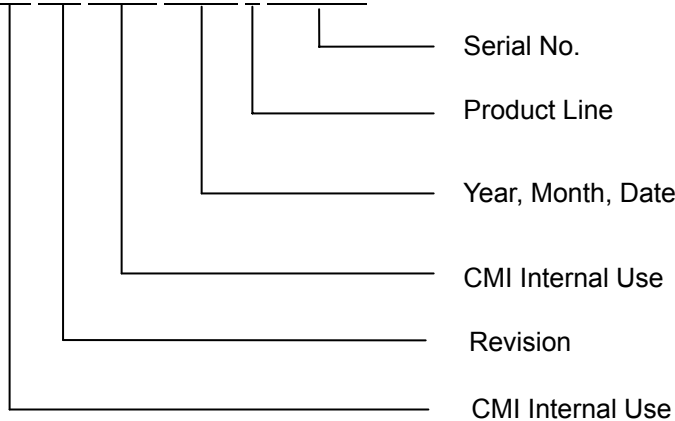 Serial No.
Product Line
Year, Month, Date
CMI Internal Use
Revision
CMI Internal Use